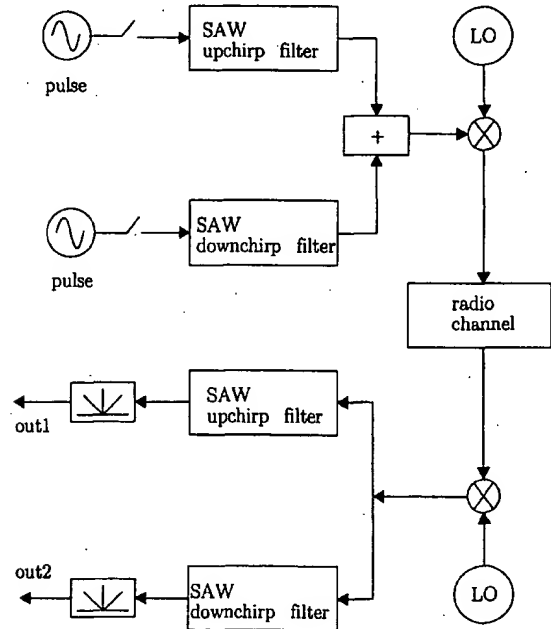 SAW
upchirp filter
pulse
LO
+
SAW
downchirp filter
pulse
radio
channel
SAW
upchirp filter
out1
SAW
downchirp filter
out2
LO